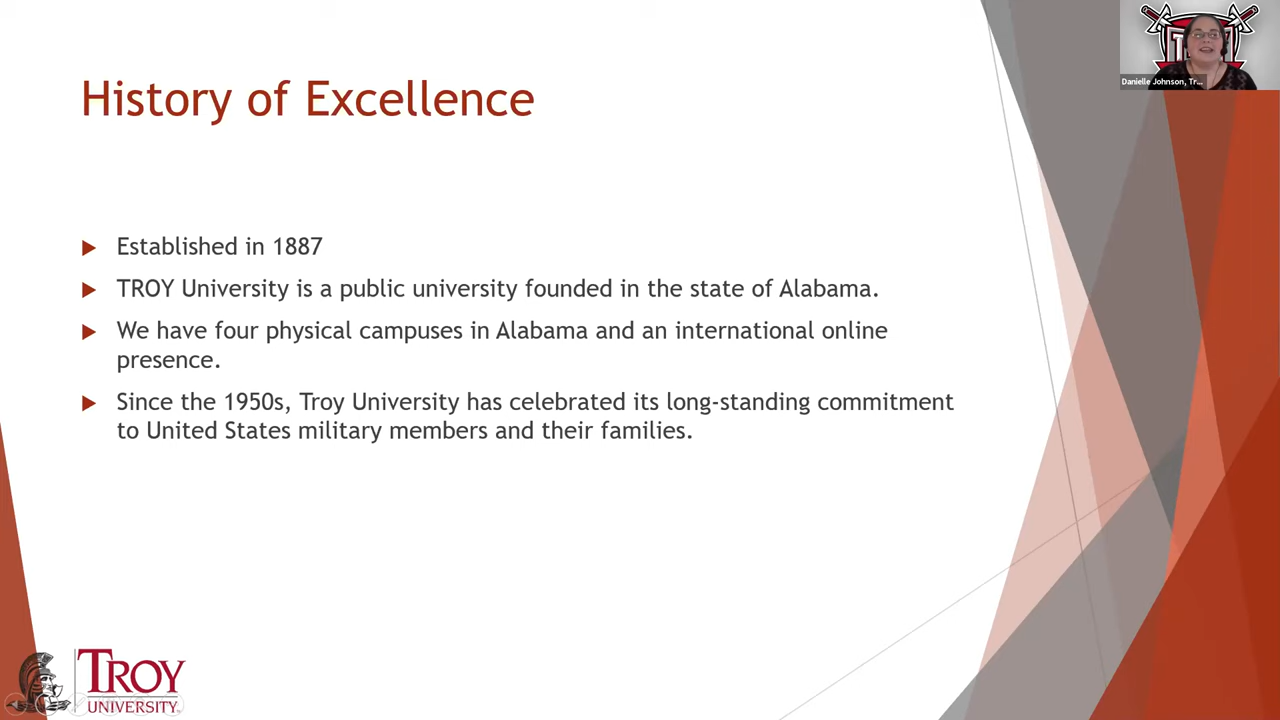 Danielle Johnson, Tr...
History of Excellence
Established in 1887
TROY University is a public university founded in the state of Alabama.
We have four physical campuses in Alabama and an international online
presence.
Since the 1950s, Troy University has celebrated its long-standing commitment
to United States military members and their families.
TROY
UNIVERSITY